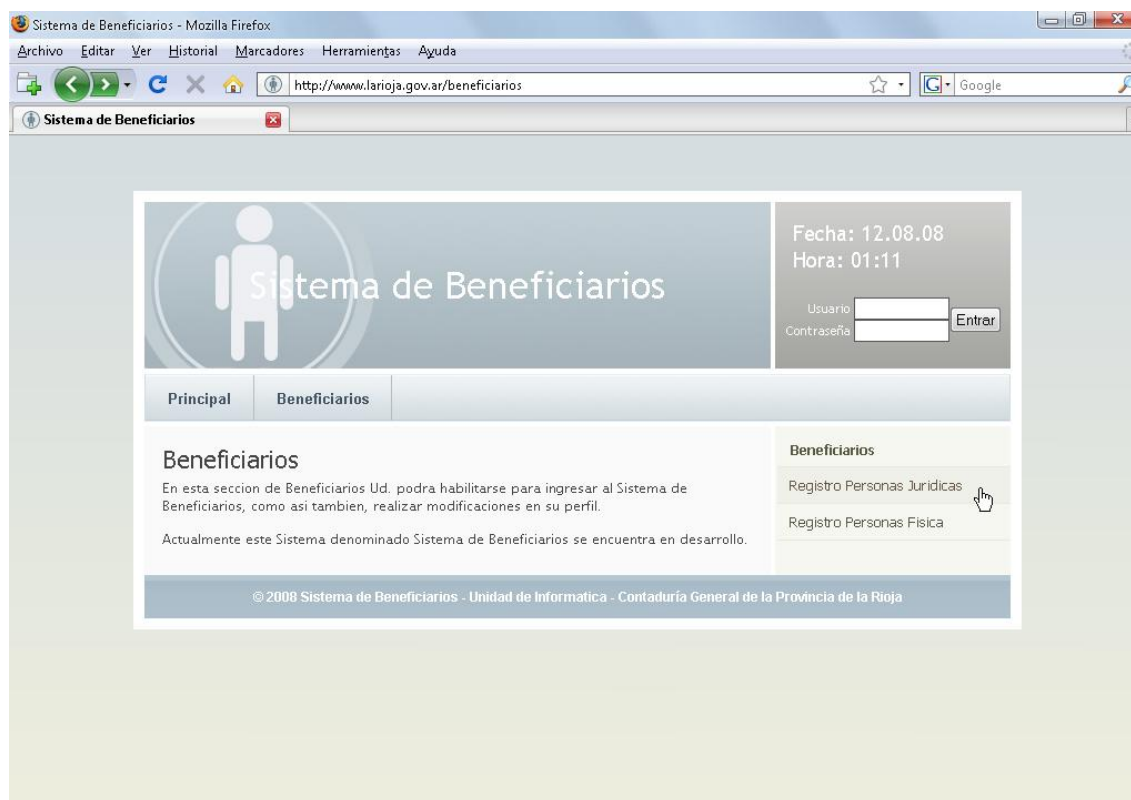 Sistema de Beneficiarios - Mozilla Firefox
Archivo Editar Ver Historial Marcadores Herramientas Ayuda
http://www.larioja.gov.ar/beneficiarios
G Google
Sistema de Beneficiarios
Sistema de Beneficiarios
Fecha: 12.08.08
Hora: 01:11
Usuario
Contraseña
Entrar
Principal Beneficiarios
Beneficiarios
En esta seccion de Beneficiarios Ud. podra habilitarse para ingresar al Sistema de
Beneficiarios, como asi tambien, realizar modificaciones en su perfil.
Actualmente este Sistema denominado Sistema de Beneficiarios se encuentra en desarrollo.
Beneficiarios
Registro Personas Juridicas
Registro Personas Fisica
© 2008 Sistema de Beneficiarios - Unidad de Informatica - Contaduría General de la Provincia de la Rioja